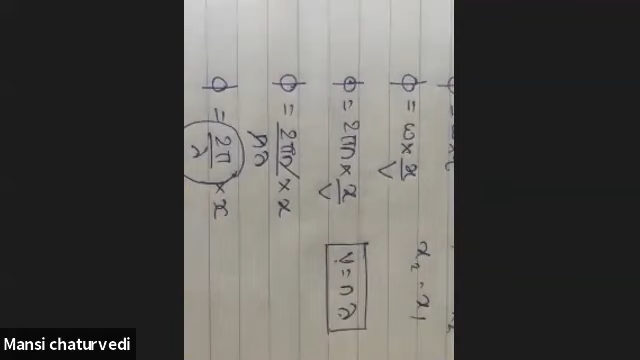 φ = ω × x/v
x₂ - x₁
φ = 2πn × x/v
v = nλ
φ = 2πn/nλ × x
φ = 2π/λ × x
Mansi chaturvedi